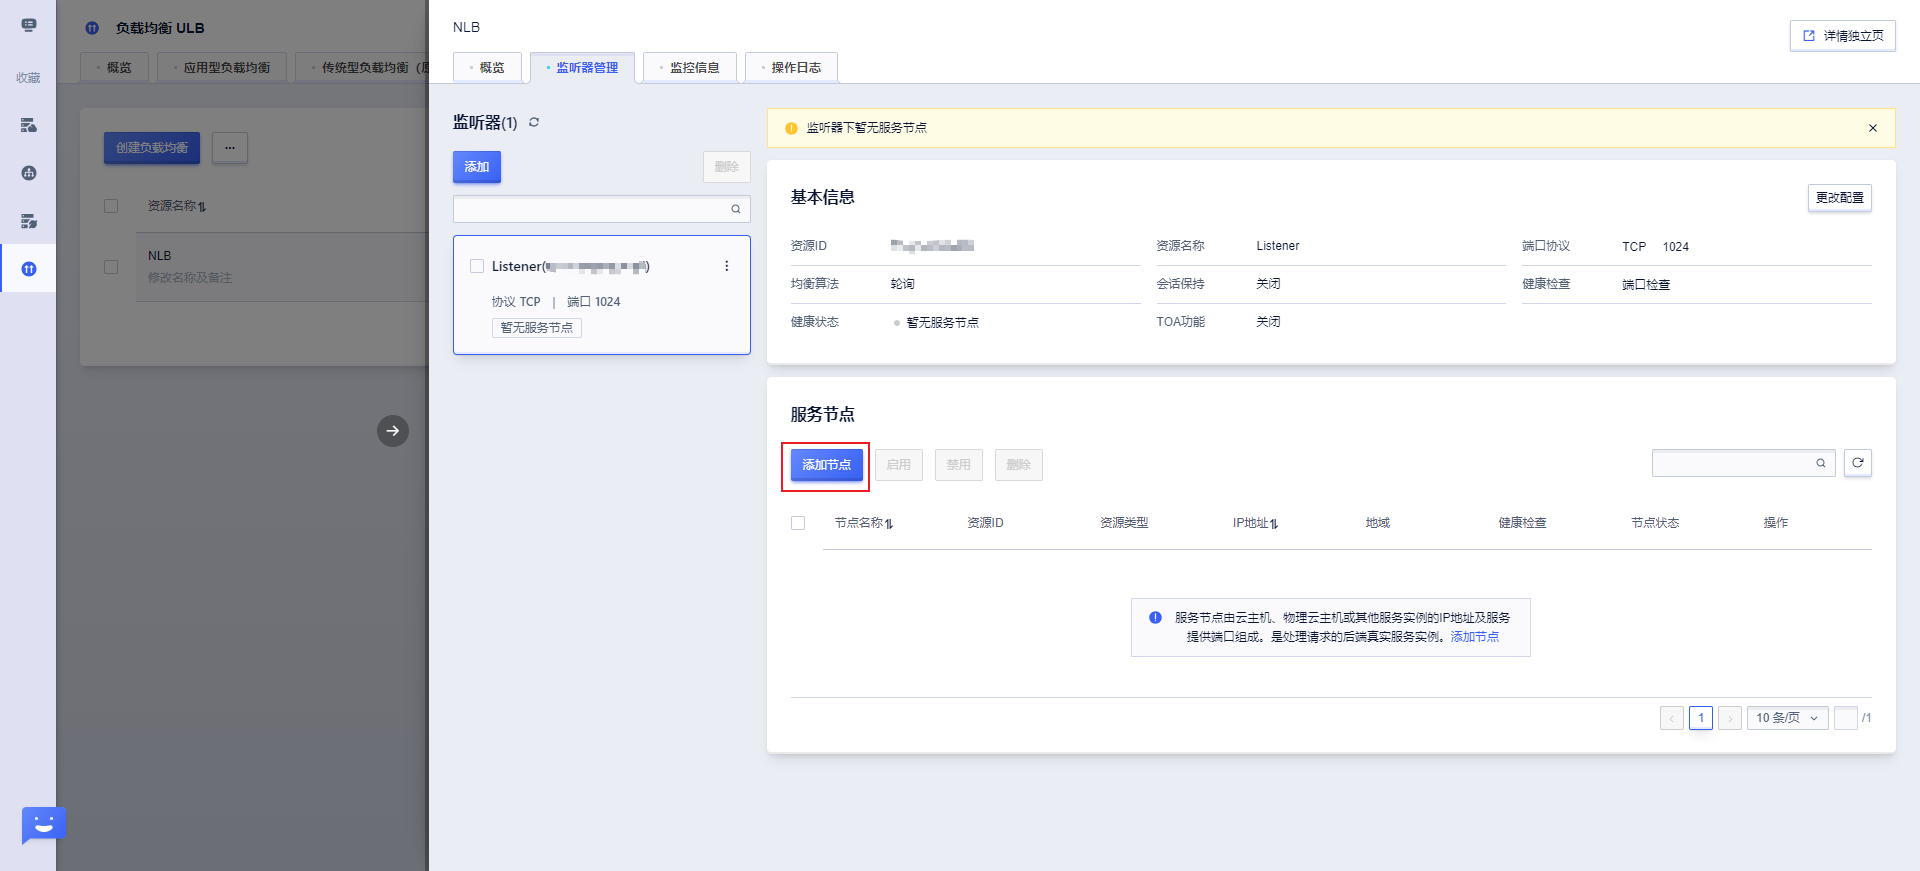 收藏
负载均衡 ULB
概览
应用型负载均衡
传统型负载均衡（
创建负载均衡
...
资源名称
NLB
修改名称及备注
NLB
详情独立页
概览
监听器管理
监控信息
操作日志
监听器(1)
添加
删除
Listener(
)
协议 TCP | 端口 1024
暂无服务节点
监听器下暂无服务节点
基本信息
更改配置
资源ID
资源名称
Listener
端口协议
TCP 1024
均衡算法
轮询
会话保持
关闭
健康检查
端口检查
健康状态
暂无服务节点
TOA功能
关闭
服务节点
添加节点
启用
禁用
删除
节点名称
资源ID
资源类型
IP地址
地域
健康检查
节点状态
操作
服务节点由云主机、物理云主机或其他服务实例的IP地址及服务
提供端口组成。是处理请求的后端真实服务实例。添加节点
1
10 条/页
/1